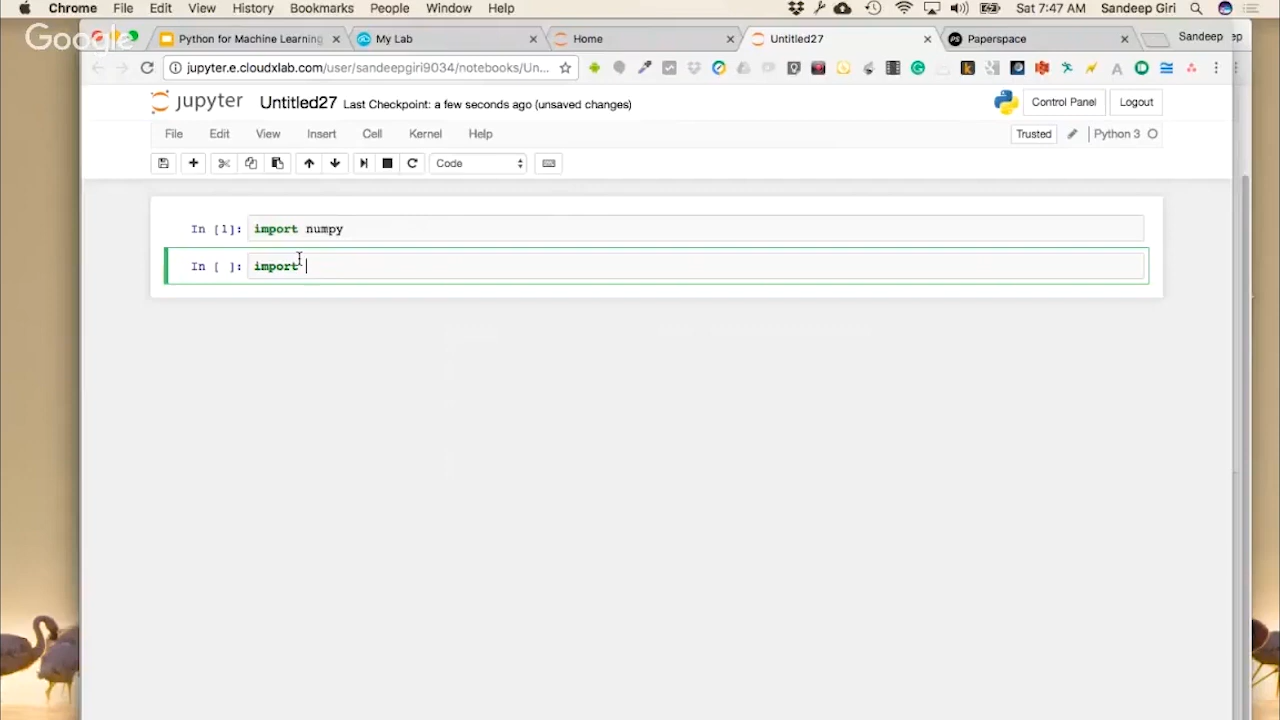 Chrome File Edit View History Bookmarks People Window Help Sat 7:47 AM Sandeep Giri
Google
Python for Machine Learning My Lab Home Untitled27 Paperspace Sandeep
jupyter.e.cloudxlab.com/user/sandeepgiri9034/notebooks/Un...
jupyter Untitled27 Last Checkpoint: a few seconds ago (unsaved changes) Control Panel Logout
File Edit View Insert Cell Kernel Help Trusted Python 3
Code
In [1]: import numpy
In [ ]: import